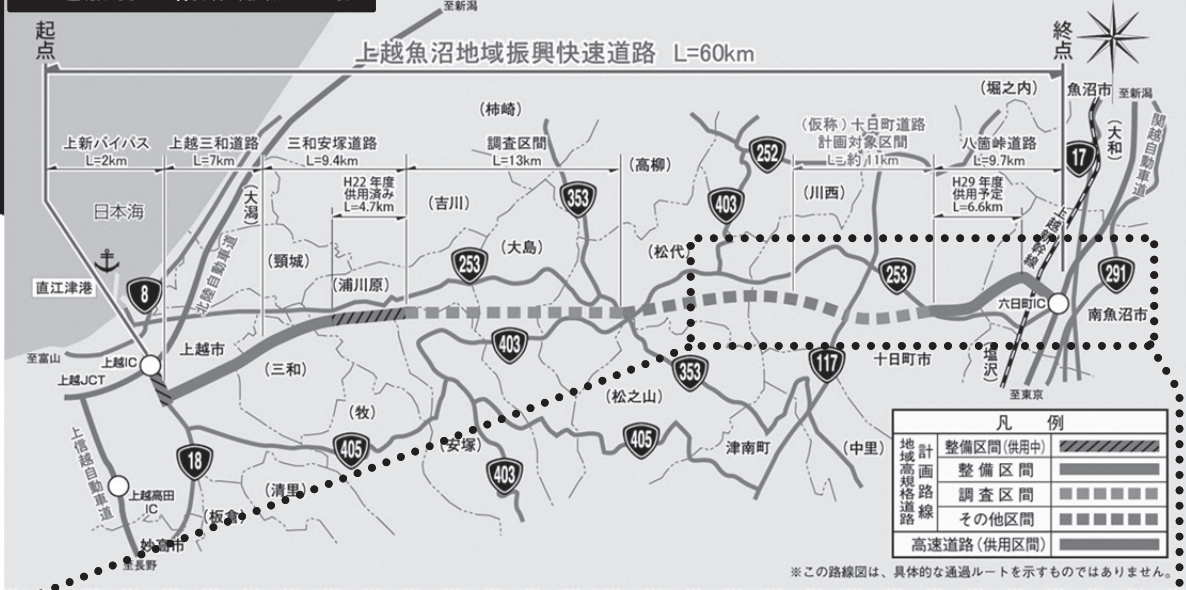 至新潟
起点
終点
上越魚沼地域振興快速道路 L=60km
(堀之内)
魚沼市
至新潟
(柿崎)
(大和)
関越自動車道
上新バイパス
L=2km
上越三和道路
L=7km
三和安塚道路
L=9.4km
調査区間
L=13km
(仮称)十日町道路
計画対象区間
L=約11km
八箇峠道路
L=9.7km
252
17
(高柳)
H22年度
供用済み
L=4.7km
H29年度
供用予定
L=6.6km
日本海
(大潟)
(吉川)
353
403
(川西)
上越新幹線
北陸自動車道
(頸城)
253
(大島)
(松代)
253
291
直江津港
8
(浦川原)
六日町IC
南魚沼市
至富山
上越IC
上越市
403
上越JCT
(三和)
353
117
十日町市
(塩沢)
至東京
(牧)
(松之山)
上信越自動車道
18
405
(安塚)
405
津南町
(中里)
上越高田
IC
(清里)
403
(板倉)
妙高市
至長野
凡例
地域高規格道路
計画路線
整備区間(供用中)
整備区間
調査区間
その他区間
高速道路(供用区間)
※この路線図は、具体的な通過ルートを示すものではありません。